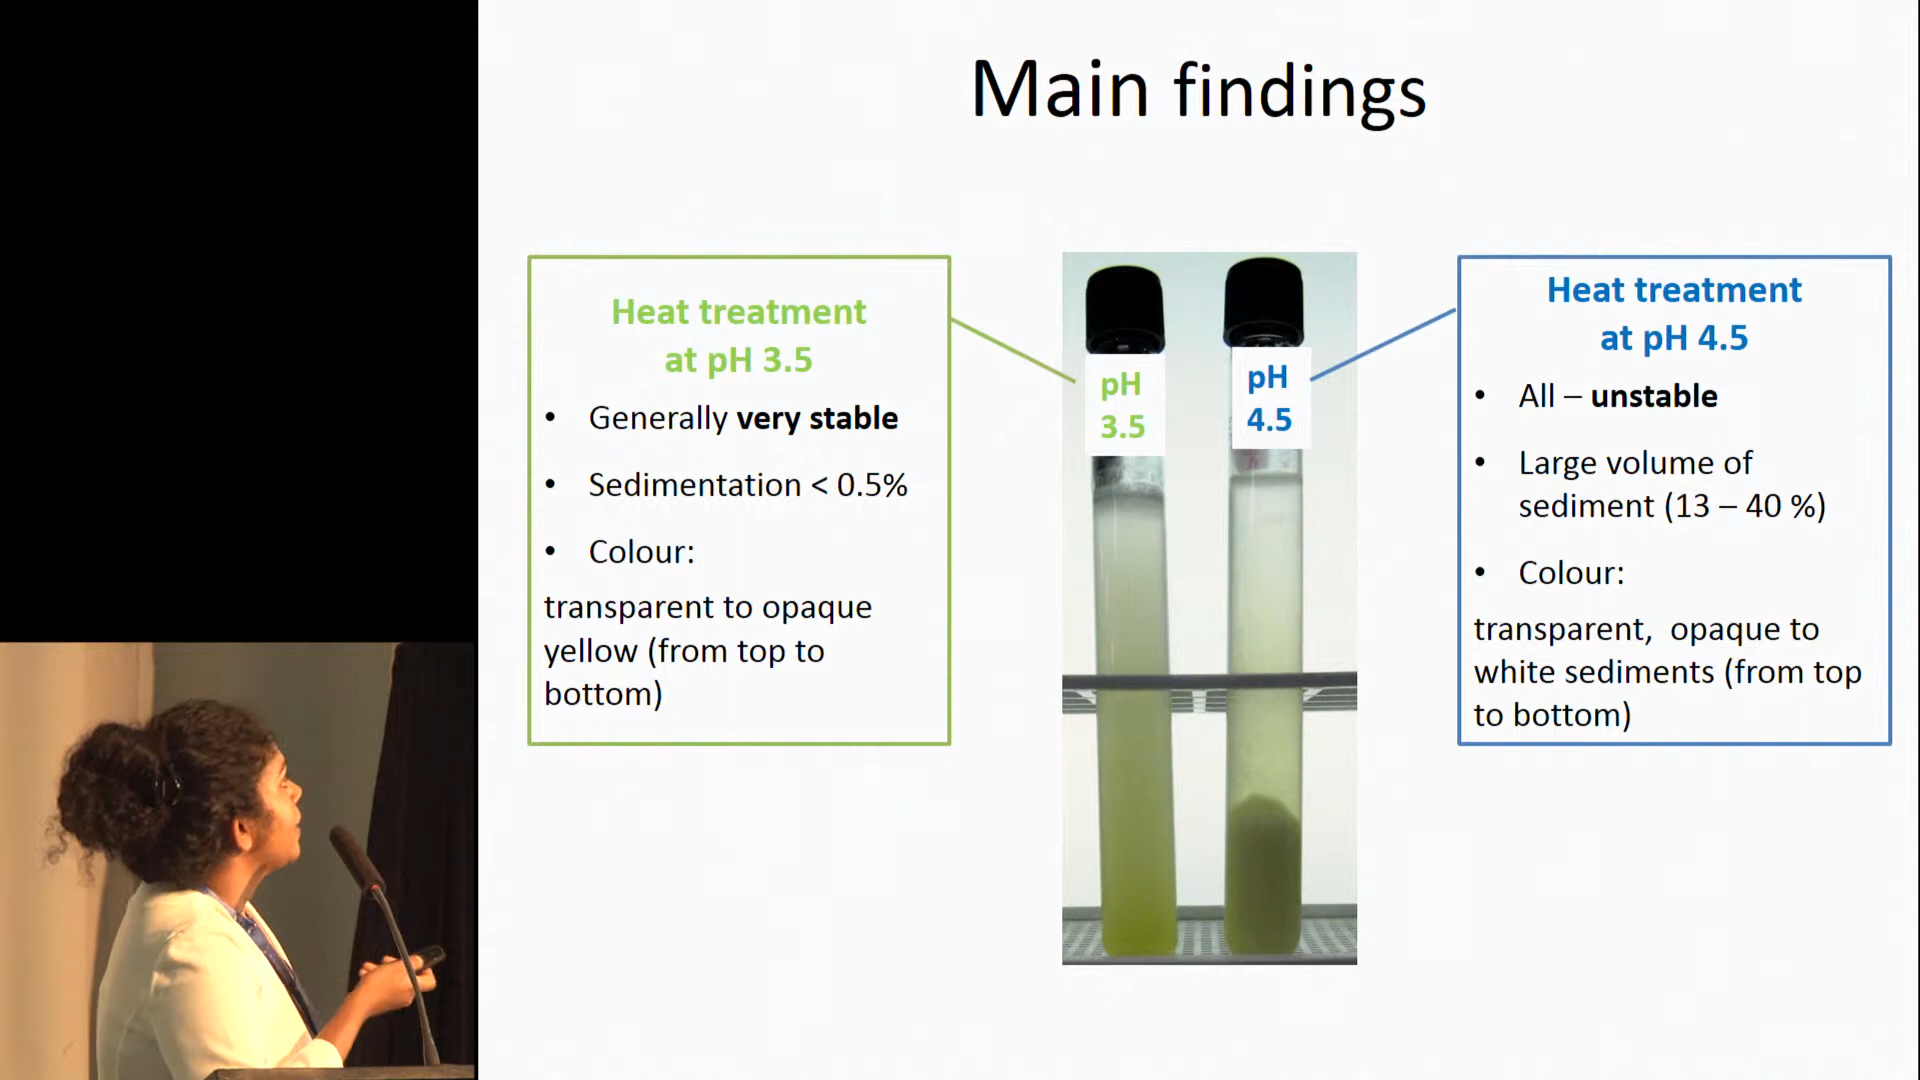 Main findings
Heat treatment
at pH 3.5
• Generally very stable
• Sedimentation < 0.5%
• Colour:
transparent to opaque
yellow (from top to
bottom)
pH
3.5
pH
4.5
Heat treatment
at pH 4.5
• All – unstable
• Large volume of
sediment (13 – 40 %)
• Colour:
transparent,  opaque to
white sediments (from top
to bottom)